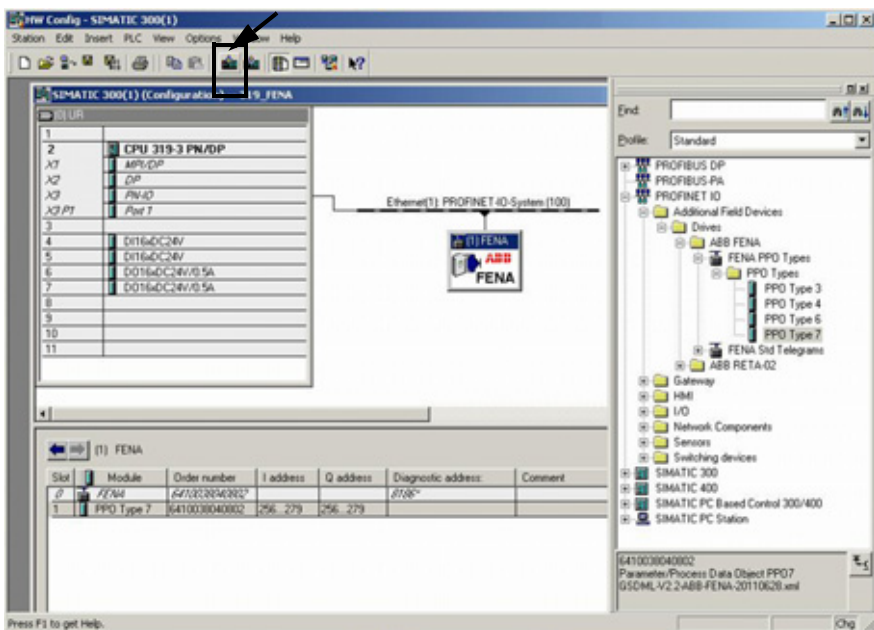 HW Config - SIMATIC 300(1)
Station Edit Insert PLC View Options Help
SIMATIC 300(1) (Configuration) 19_FENA
(0) UR
1
2 CPU 319-3 PN/DP
X1 MPI/DP
X2 DP
X3 PN-IO
X3 P1 Port 1
3
4 DI16xDC24V
5 DI16xDC24V
6 DO16xDC24V/0.5A
7 DO16xDC24V/0.5A
8
9
10
11
Ethernet(1): PROFINET-IO-System (100)
(1) FENA
ABB
FENA
(1) FENA
Slot Module Order number I address Q address Diagnostic address: Comment
0 FENA 6410038040802 8186*
1 PPO Type 7 6410038040802 256...279 256...279
Find:
Profile: Standard
PROFIBUS DP
PROFIBUS-PA
PROFINET IO
Additional Field Devices
Drives
ABB FENA
FENA PPO Types
PPO Types
PPO Type 3
PPO Type 4
PPO Type 6
PPO Type 7
FENA Std Telegrams
ABB RETA-02
Gateway
HMI
I/O
Network Components
Sensors
Switching devices
SIMATIC 300
SIMATIC 400
SIMATIC PC Based Control 300/400
SIMATIC PC Station
6410038040802
Parameter/Process Data Object PPO7
GSDML-V2.2-ABB-FENA-20110628.xml
Press F1 to get Help.
Chg